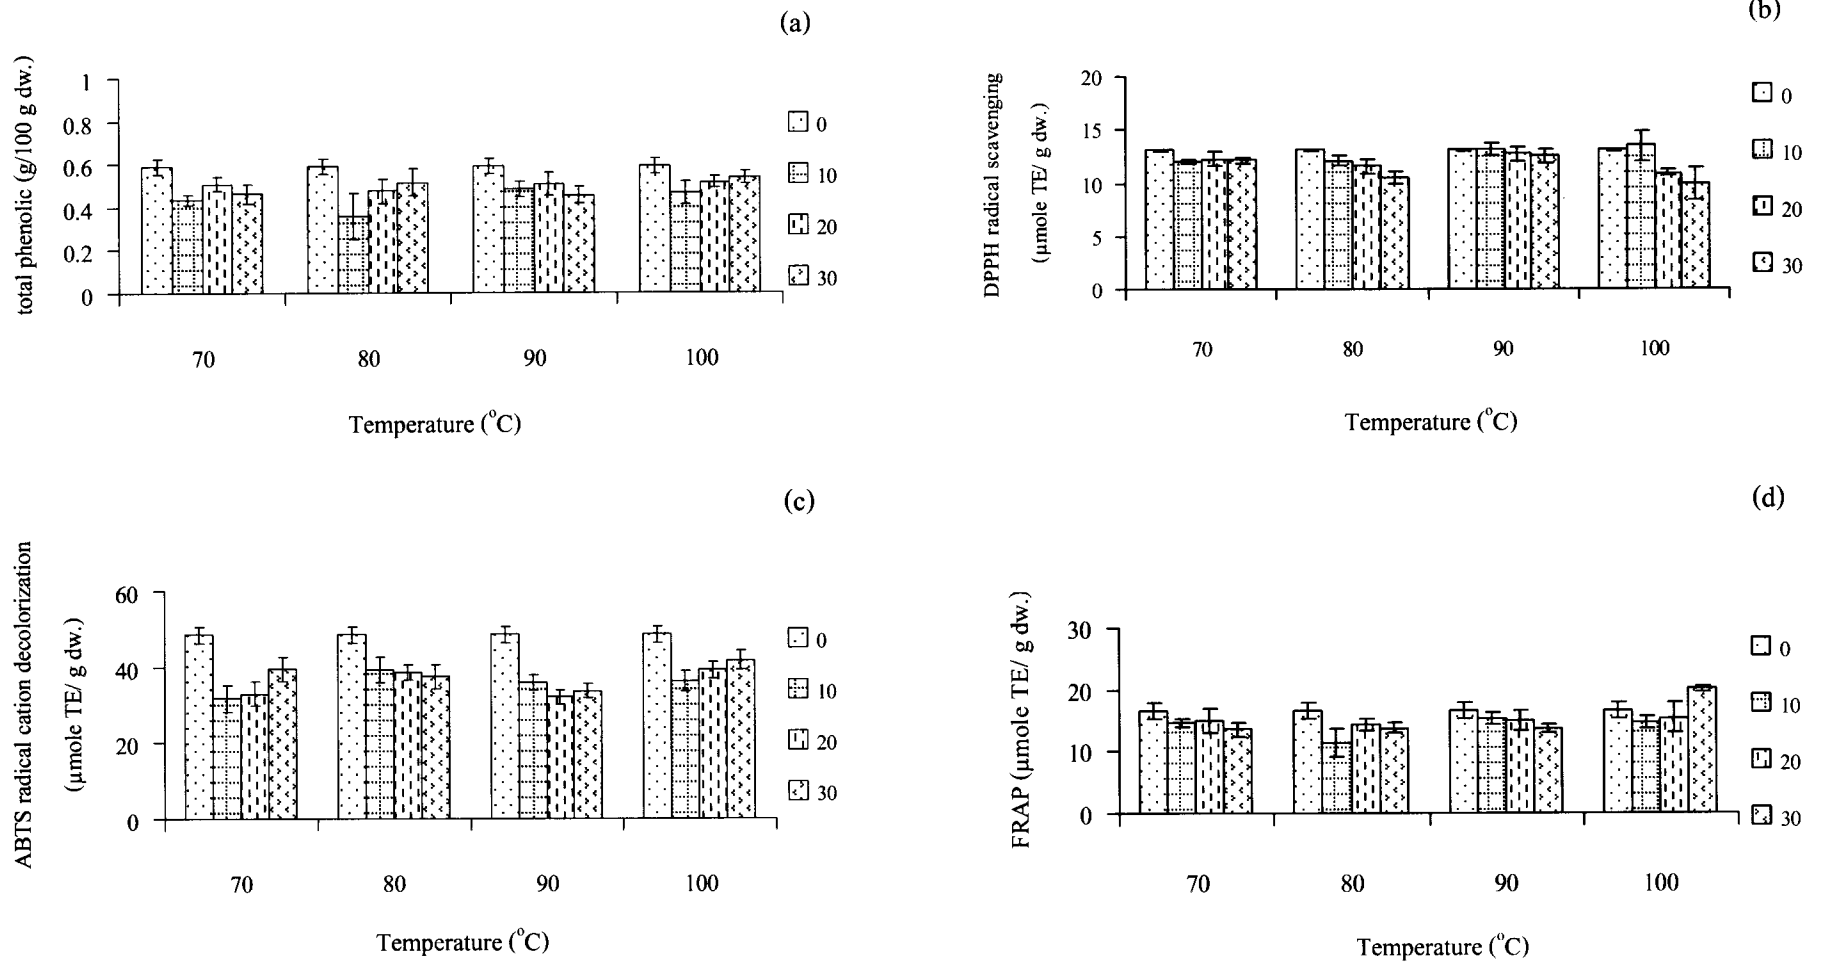 (a)
total phenolic (g/100 g dw.)
1
0.8
0.6
0.4
0.2
0
70 80 90 100
Temperature (°C)
0
10
20
30
(b)
DPPH radical scavenging
(µmole TE/ g dw.)
20
15
10
5
0
70 80 90 100
Temperature (°C)
0
10
20
30
(c)
ABTS radical cation decolorization
(µmole TE/ g dw.)
60
40
20
0
70 80 90 100
Temperature (°C)
0
10
20
30
(d)
FRAP (µmole TE/ g dw.)
30
20
10
0
70 80 90 100
Temperature (°C)
0
10
20
30